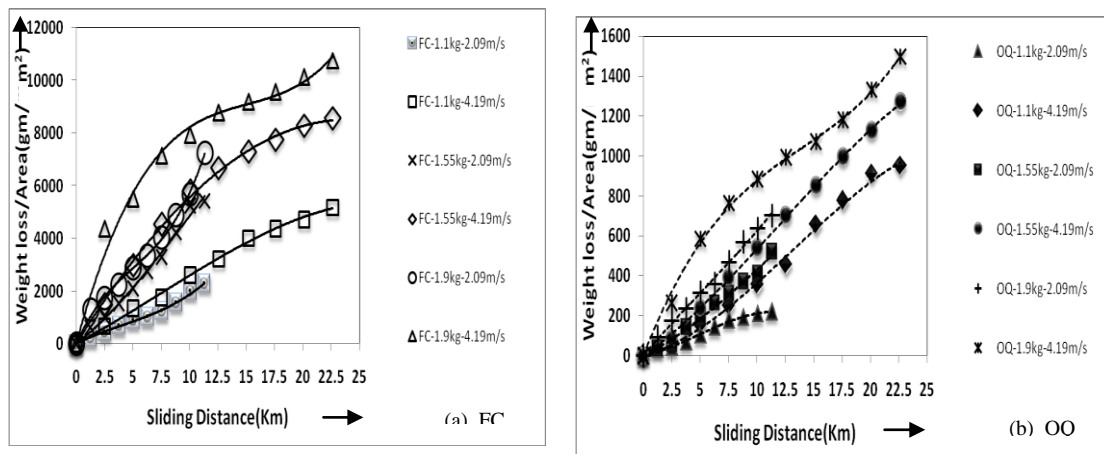 12000
10000
8000
6000
4000
2000
0
Weight loss/Area(gm/ m²)
0 2.5 5 7.5 10 12.5 15 17.5 20 22.5 25
Sliding Distance(Km)
FC-1.1kg-2.09m/s
FC-1.1kg-4.19m/s
FC-1.55kg-2.09m/s
FC-1.55kg-4.19m/s
FC-1.9kg-2.09m/s
FC-1.9kg-4.19m/s
(a) FC
1600
1400
1200
1000
800
600
400
200
0
Weight loss/Area(gm/ m²)
0 2.5 5 7.5 10 12.5 15 17.5 20 22.5 25
Sliding Distance(Km)
OQ-1.1kg-2.09m/s
OQ-1.1kg-4.19m/s
OQ-1.55kg-2.09m/s
OQ-1.55kg-4.19m/s
OQ-1.9kg-2.09m/s
OQ-1.9kg-4.19m/s
(b) OQ